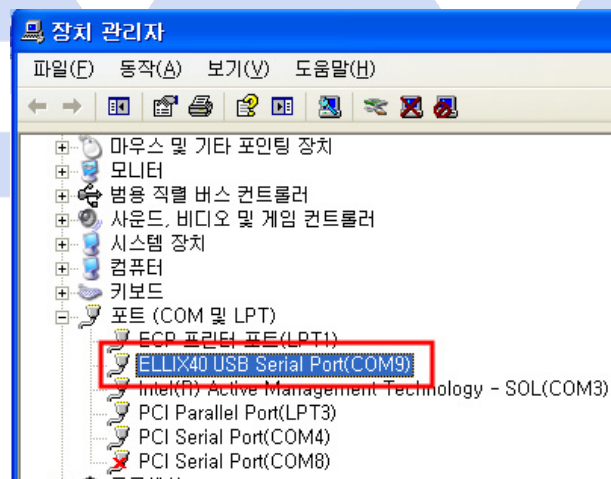 장치 관리자
파일(F) 동작(A) 보기(V) 도움말(H)
마우스 및 기타 포인팅 장치
모니터
범용 직렬 버스 컨트롤러
사운드, 비디오 및 게임 컨트롤러
시스템 장치
컴퓨터
키보드
포트 (COM 및 LPT)
ECP 프린터 포트(LPT1)
ELLIX40 USB Serial Port(COM9)
Intel(R) Active Management Technology - SOL(COM3)
PCI Parallel Port(LPT3)
PCI Serial Port(COM4)
PCI Serial Port(COM8)